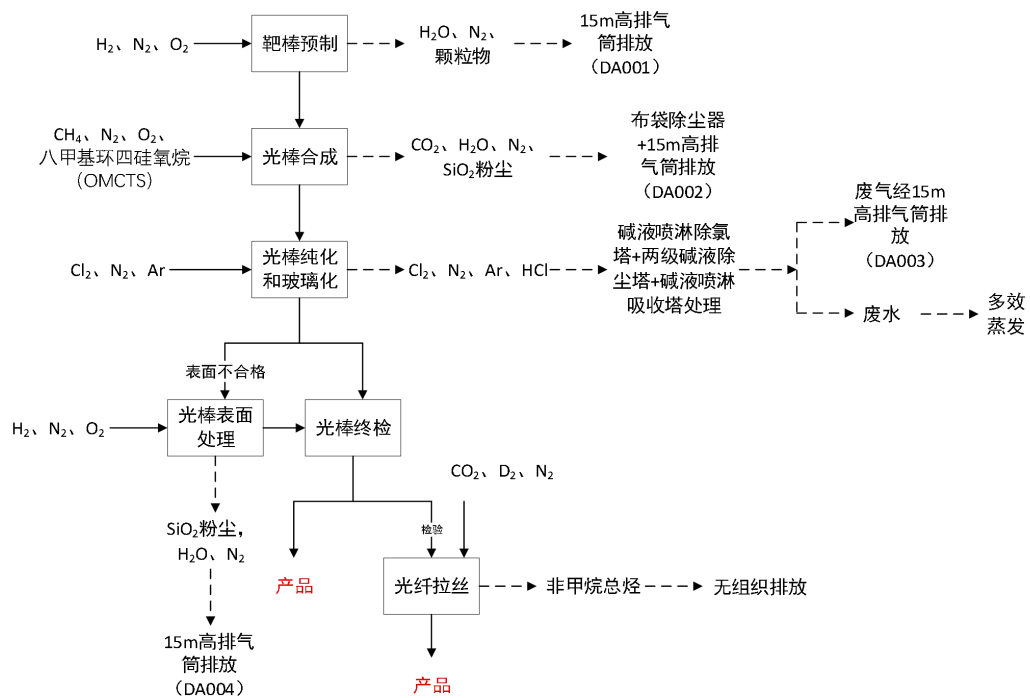 H₂、N₂、O₂
靶棒预制
H₂O、N₂、
颗粒物
15m高排气
筒排放
（DA001）
CH₄、N₂、O₂、
八甲基环四硅氧烷
（OMCTS）
光棒合成
CO₂、H₂O、N₂、
SiO₂粉尘
布袋除尘器
+15m高排
气筒排放
（DA002）
Cl₂、N₂、Ar
光棒纯化
和玻璃化
Cl₂、N₂、Ar、HCl
碱液喷淋除氯
塔+两级碱液除
尘塔+碱液喷淋
吸收塔处理
废气经15m
高排气筒排
放
（DA003）
废水
多效
蒸发
表面不合格
H₂、N₂、O₂
光棒表面
处理
光棒终检
SiO₂粉尘，
H₂O、N₂
15m高排气
筒排放
（DA004）
产品
检验
CO₂、D₂、N₂
光纤拉丝
非甲烷总烃
无组织排放
产品